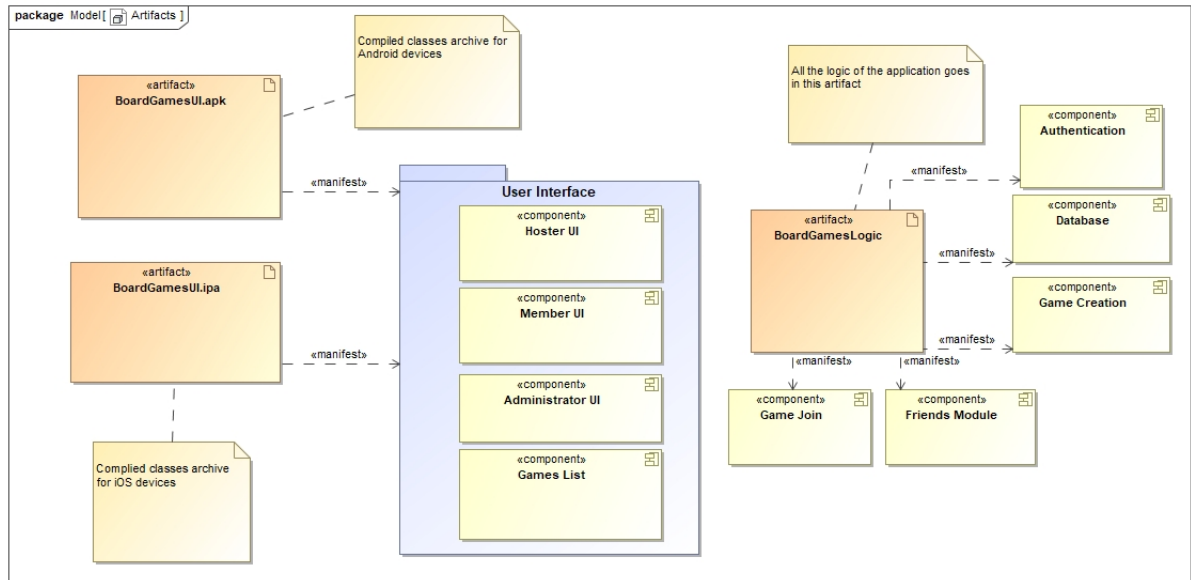 package Model[ Artifacts ]
Compiled classes archive for
Android devices
«artifact»
BoardGamesUI.apk
«manifest»
«artifact»
BoardGamesUI.ipa
«manifest»
Complied classes archive
for iOS devices
User Interface
«component»
Hoster UI
«component»
Member UI
«component»
Administrator UI
«component»
Games List
All the logic of the application goes
in this artifact
«artifact»
BoardGamesLogic
«manifest»
«component»
Authentication
«manifest»
«component»
Database
«manifest»
«component»
Game Creation
«manifest»
«component»
Game Join
«manifest»
«component»
Friends Module